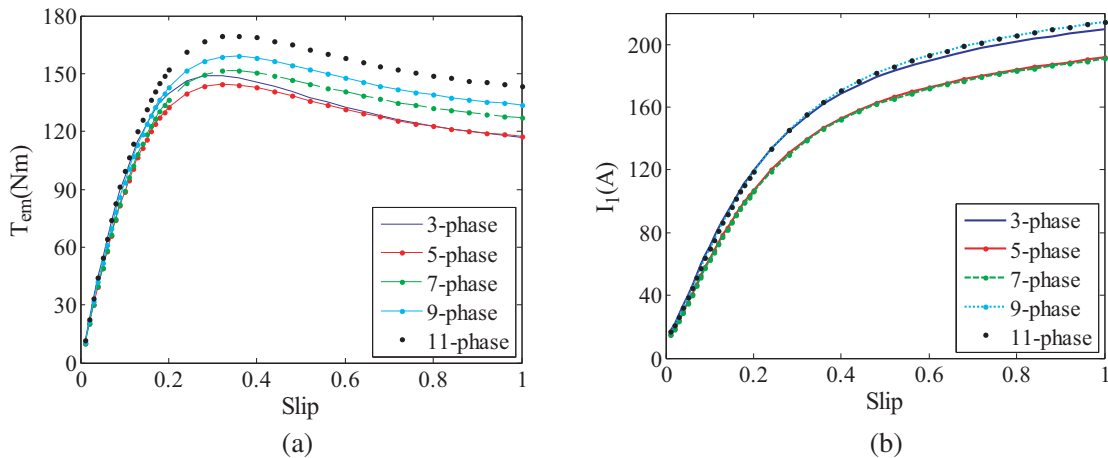 180
150
120
90
60
30
0
T_em(Nm)
3-phase
5-phase
7-phase
9-phase
11-phase
0 0.2 0.4 0.6 0.8 1
Slip
(a)
200
160
120
80
40
0
I_1(A)
3-phase
5-phase
7-phase
9-phase
11-phase
0 0.2 0.4 0.6 0.8 1
Slip
(b)